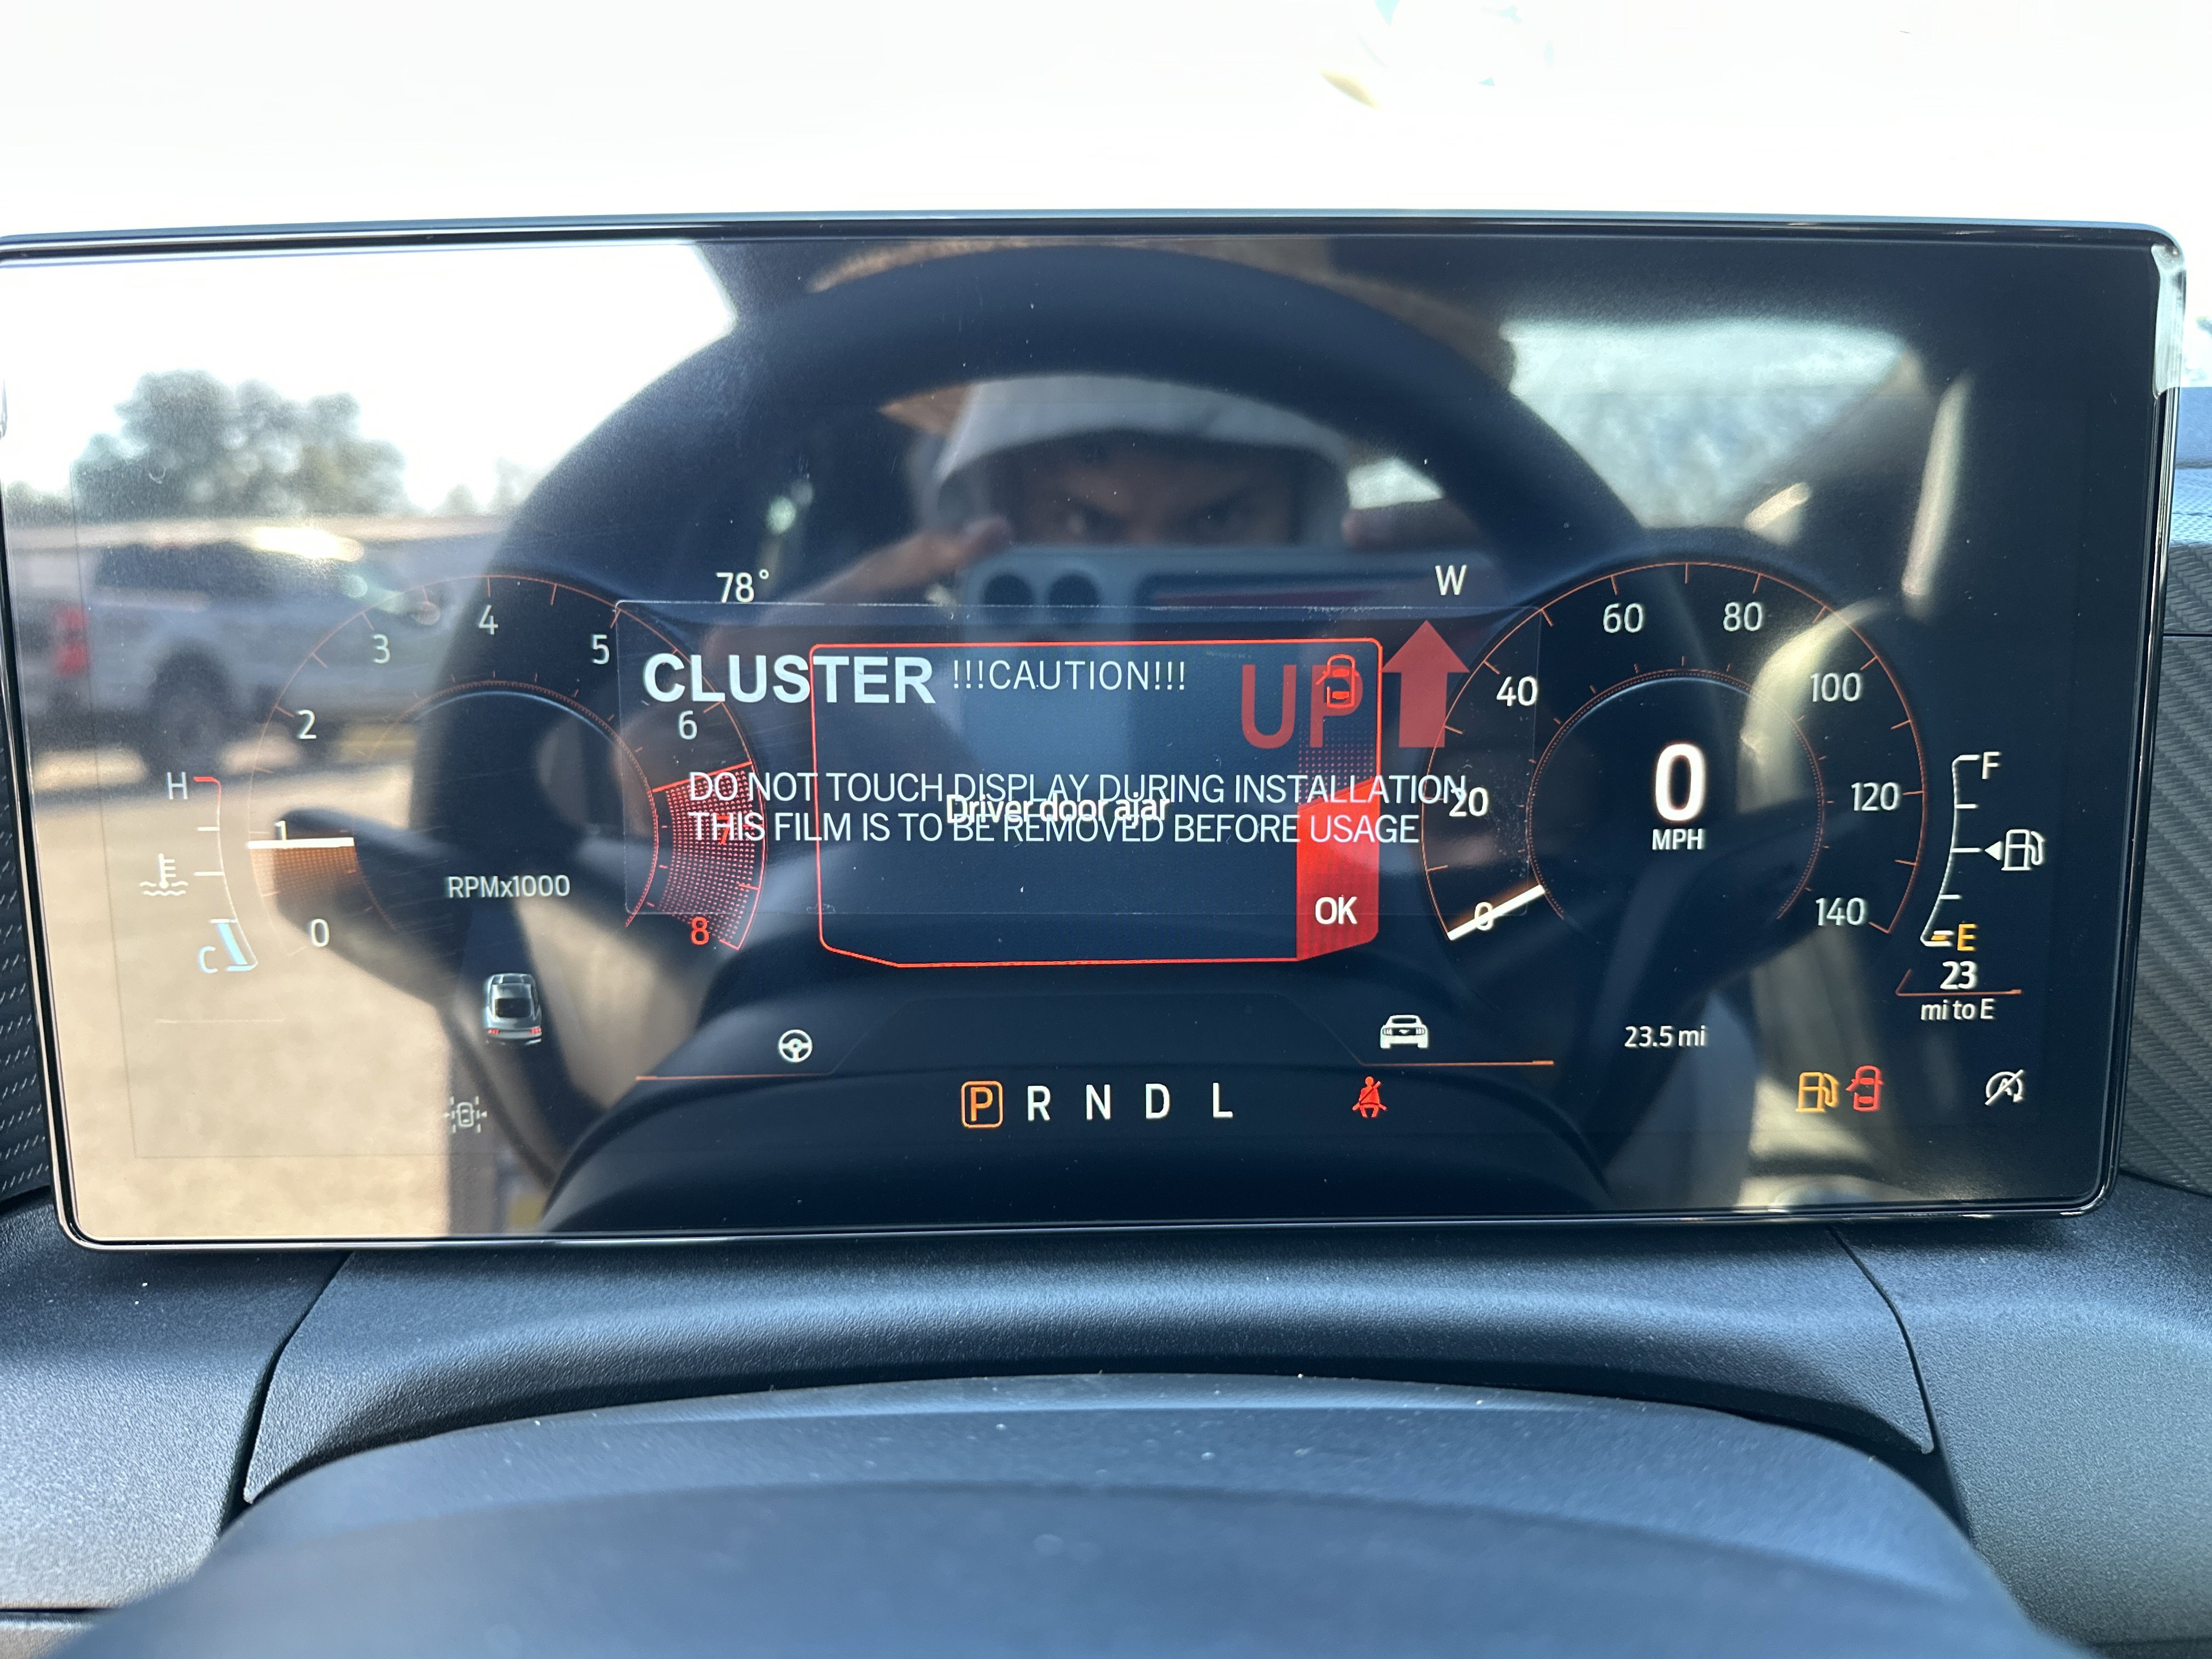 78° W
CLUSTER !!!CAUTION!!! UP
DO NOT TOUCH DISPLAY DURING INSTALLATION
Driver door ajar
THIS FILM IS TO BE REMOVED BEFORE USAGE
OK
H
C
0
1
2
3
4
5
6
7
8
RPMx1000
0
20
40
60
80
100
120
140
0
MPH
F
E
23
mi to E
23.5 mi
P R N D L